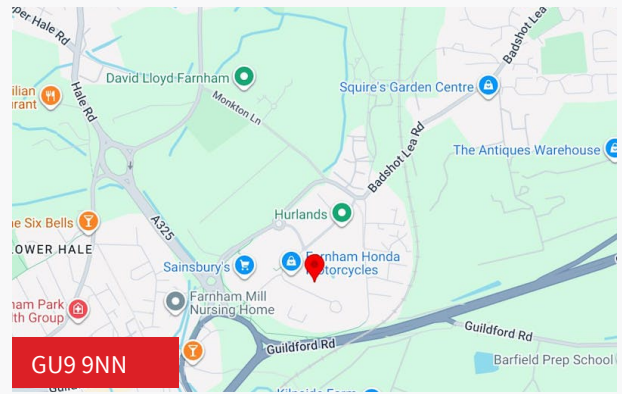 per Hale Rd
Badshot Lea
David Lloyd Farnham
Squire's Garden Centre
ilian
urant
Hale Rd
Monkton Ln
The Antiques Warehouse
Badshot Lea Rd
Hurlands
e Six Bells
A325
OWER HALE
Sainsbury's
Farnham Honda
Motorcycles
ham Park
lth Group
Farnham Mill
Nursing Home
Guildford Rd
Guildford Rd
Barfield Prep School
GU9 9NN